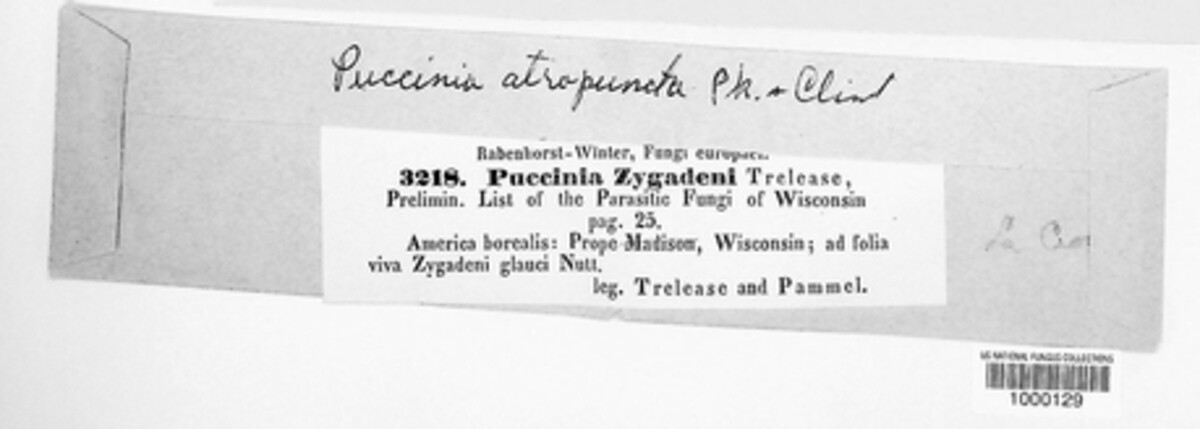 Puccinia atropuncta Pk. & Clint
Rabenhorst-Winter, Fungi europaei.
3218. Puccinia Zygadeni Trelease,
Prelimin. List of the Parasitic Fungi of Wisconsin
pag. 25.
America borealis: Prope Madison, Wisconsin; ad folia
viva Zygadeni glauci Nutt.
leg. Trelease and Pammel.
La
US NATIONAL FUNGUS COLLECTIONS
1000129